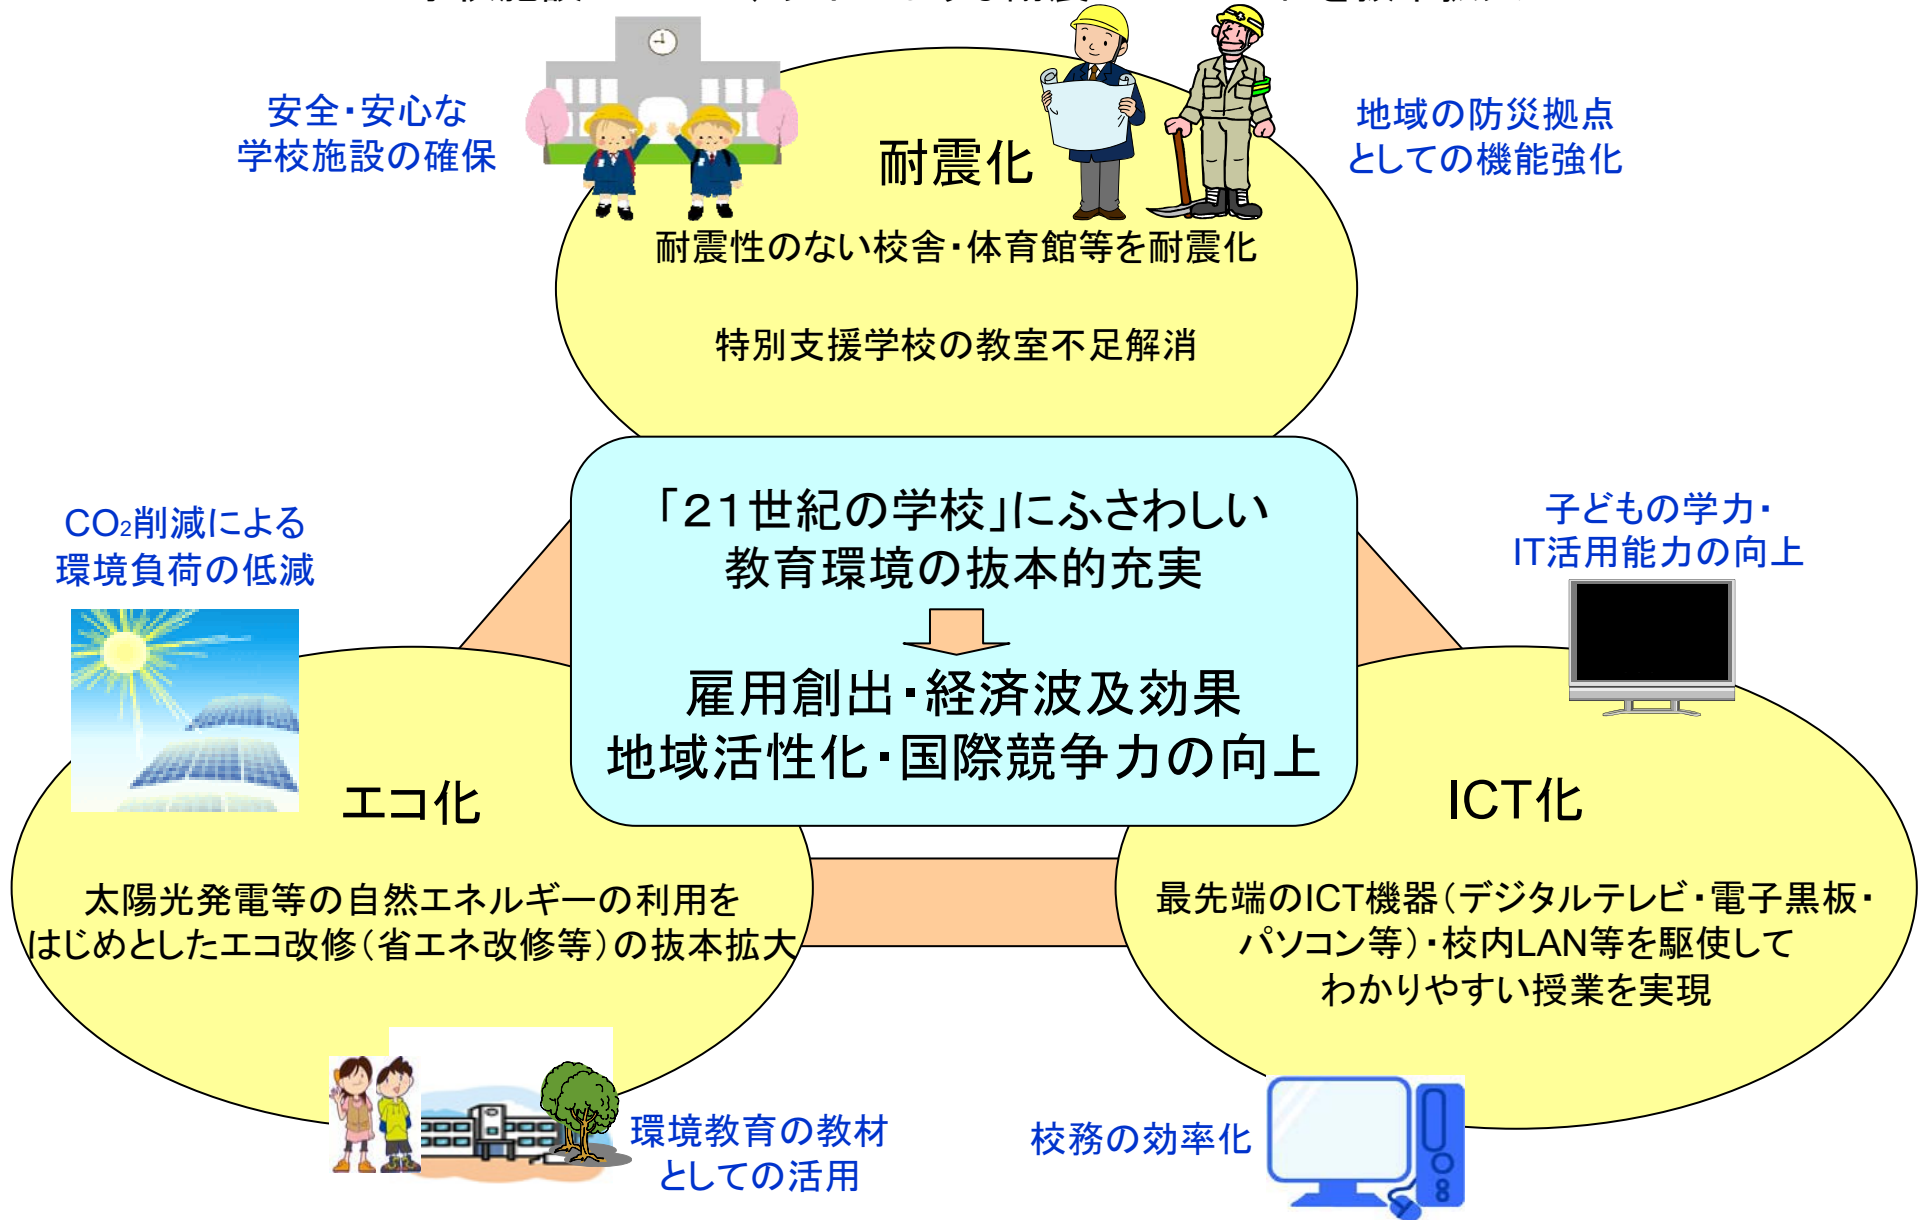 安全・安心な
学校施設の確保
地域の防災拠点
としての機能強化
耐震化
耐震性のない校舎・体育館等を耐震化
特別支援学校の教室不足解消
「21世紀の学校」にふさわしい
教育環境の抜本的充実
雇用創出・経済波及効果
地域活性化・国際競争力の向上
CO₂削減による
環境負荷の低減
エコ化
太陽光発電等の自然エネルギーの利用を
はじめとしたエコ改修（省エネ改修等）の抜本拡大
環境教育の教材
としての活用
子どもの学力・
IT活用能力の向上
ICT化
最先端のICT機器（デジタルテレビ・電子黒板・
パソコン等）・校内LAN等を駆使して
わかりやすい授業を実現
校務の効率化